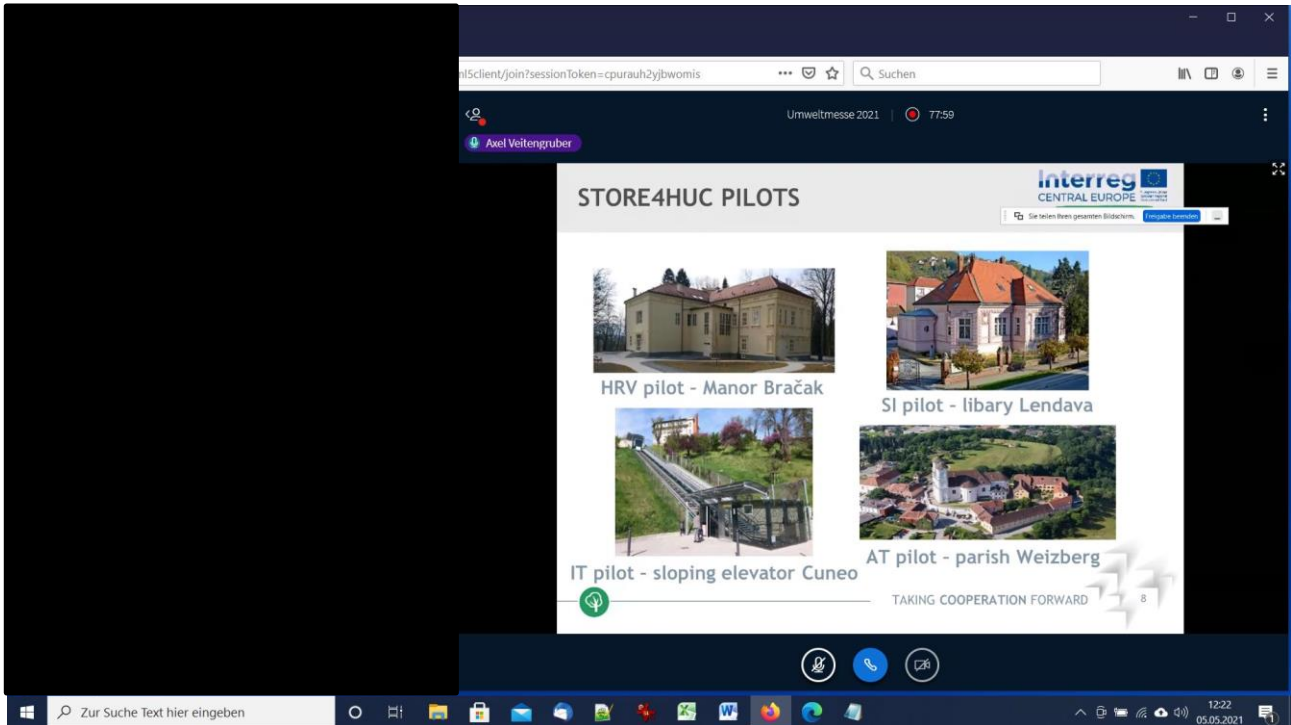 nl5client/join?sessionToken=cpurauh2yjbwomis
Suchen
Umweltmesse 2021
77:59
Axel Veitengruber
STORE4HUC PILOTS
Interreg
CENTRAL EUROPE
Sie teilen Ihren gesamten Bildschirm.
Freigabe beenden
HRV pilot - Manor Bračak
SI pilot - libary Lendava
IT pilot - sloping elevator Cuneo
AT pilot - parish Weizberg
TAKING COOPERATION FORWARD
8
Zur Suche Text hier eingeben
12:22
05.05.2021